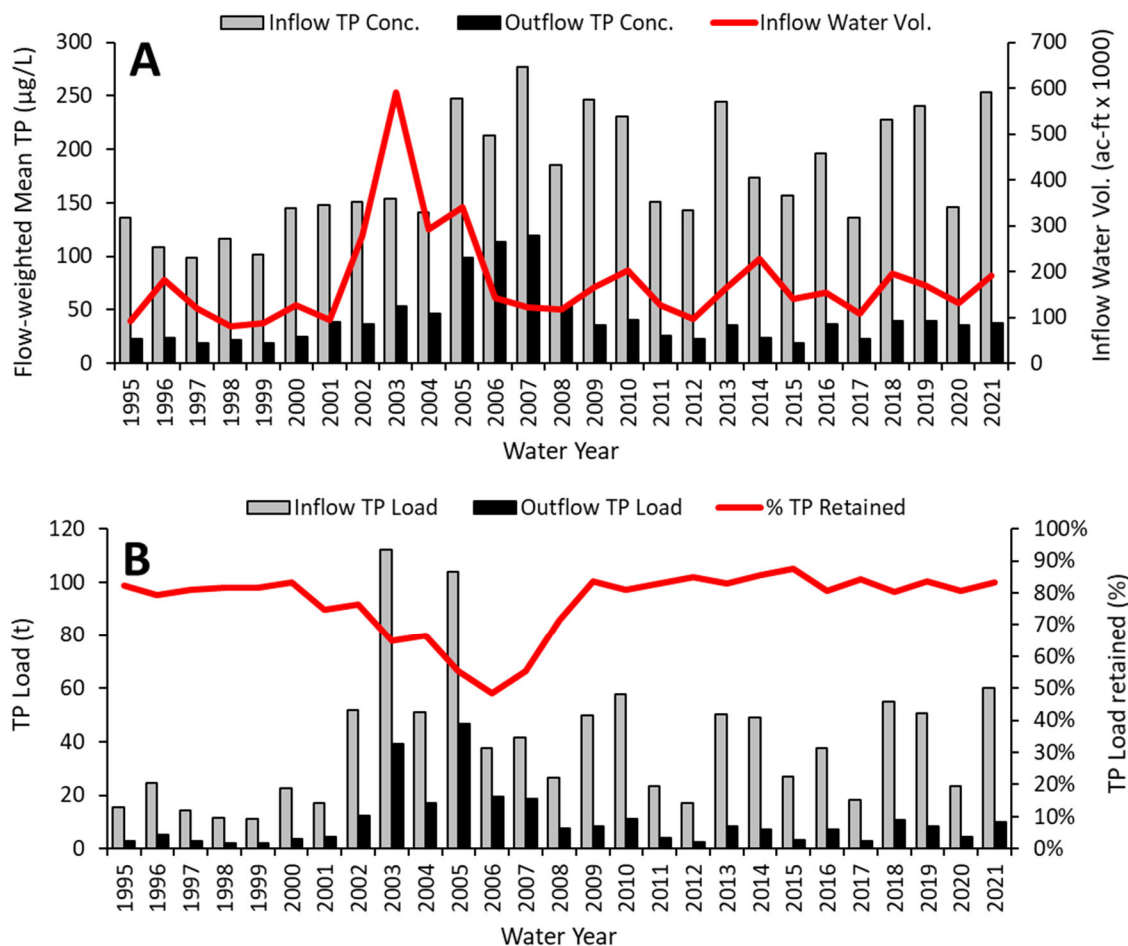 Inflow TP Conc. Outflow TP Conc. Inflow Water Vol.
A
Flow-weighted Mean TP (µg/L)
300
250
200
150
100
50
0
700
600
500
400
300
200
100
0
Inflow Water Vol. (ac-ft x 1000)
1995 1996 1997 1998 1999 2000 2001 2002 2003 2004 2005 2006 2007 2008 2009 2010 2011 2012 2013 2014 2015 2016 2017 2018 2019 2020 2021
Water Year
Inflow TP Load Outflow TP Load % TP Retained
B
TP Load (t)
120
100
80
60
40
20
0
100%
90%
80%
70%
60%
50%
40%
30%
20%
10%
0%
TP Load retained (%)
1995 1996 1997 1998 1999 2000 2001 2002 2003 2004 2005 2006 2007 2008 2009 2010 2011 2012 2013 2014 2015 2016 2017 2018 2019 2020 2021
Water Year